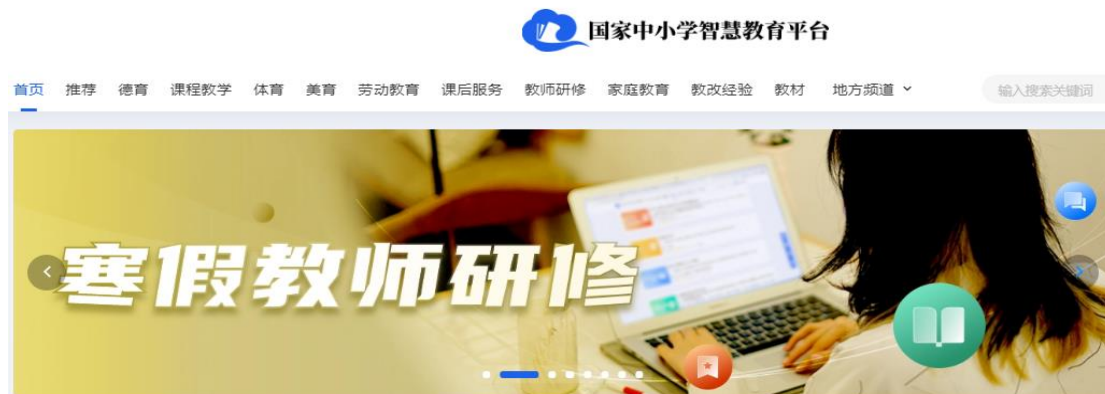 国家中小学智慧教育平台
首页 推荐 德育 课程教学 体育 美育 劳动教育 课后服务 教师研修 家庭教育 教改经验 教材 地方频道 输入搜索关键词
寒假教师研修